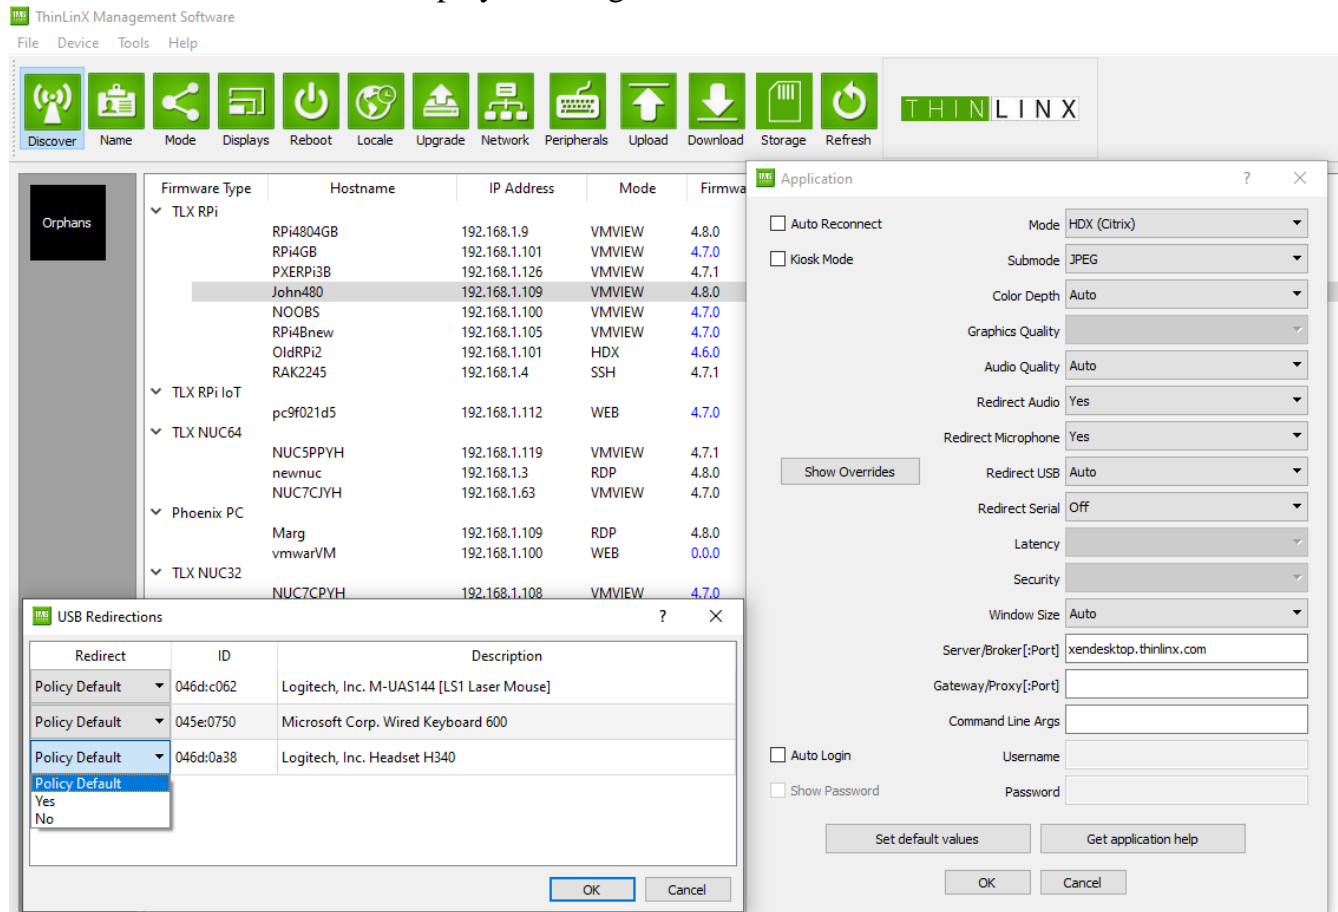 ThinLinX Management Software
File Device Tools Help
Discover Name Mode Displays Reboot Locale Upgrade Network Peripherals Upload Download Storage Refresh
THINLINX
Orphans
Firmware Type Hostname IP Address Mode Firmwa
TLX RPi
RPi4804GB 192.168.1.9 VMVIEW 4.8.0
RPi4GB 192.168.1.101 VMVIEW 4.7.0
PXERPi3B 192.168.1.126 VMVIEW 4.7.1
John480 192.168.1.109 VMVIEW 4.8.0
NOOBS 192.168.1.100 VMVIEW 4.7.0
RPi4Bnew 192.168.1.105 VMVIEW 4.7.0
OldRPi2 192.168.1.101 HDX 4.6.0
RAK2245 192.168.1.4 SSH 4.7.1
TLX RPi IoT
pc9f021d5 192.168.1.112 WEB 4.7.0
TLX NUC64
NUC5PPYH 192.168.1.119 VMVIEW 4.7.1
newnuc 192.168.1.3 RDP 4.8.0
NUC7CJYH 192.168.1.63 VMVIEW 4.7.0
Phoenix PC
Marg 192.168.1.109 RDP 4.8.0
vmwarVM 192.168.1.100 WEB 0.0.0
TLX NUC32
NUC7CPYH 192.168.1.108 VMVIEW 4.7.0
Application ?
Auto Reconnect Mode HDX (Citrix)
Kiosk Mode Submode JPEG
Color Depth Auto
Graphics Quality
Audio Quality Auto
Redirect Audio Yes
Redirect Microphone Yes
Show Overrides Redirect USB Auto
Redirect Serial Off
Latency
Security
Window Size Auto
Server/Broker[:Port] xendesktop.thinlinx.com
Gateway/Proxy[:Port]
Command Line Args
Auto Login Username
Show Password Password
Set default values Get application help
OK Cancel
USB Redirections ?
Redirect ID Description
Policy Default 046d:c062 Logitech, Inc. M-UAS144 [LS1 Laser Mouse]
Policy Default 045e:0750 Microsoft Corp. Wired Keyboard 600
Policy Default 046d:0a38 Logitech, Inc. Headset H340
Policy Default
Yes
No
OK Cancel